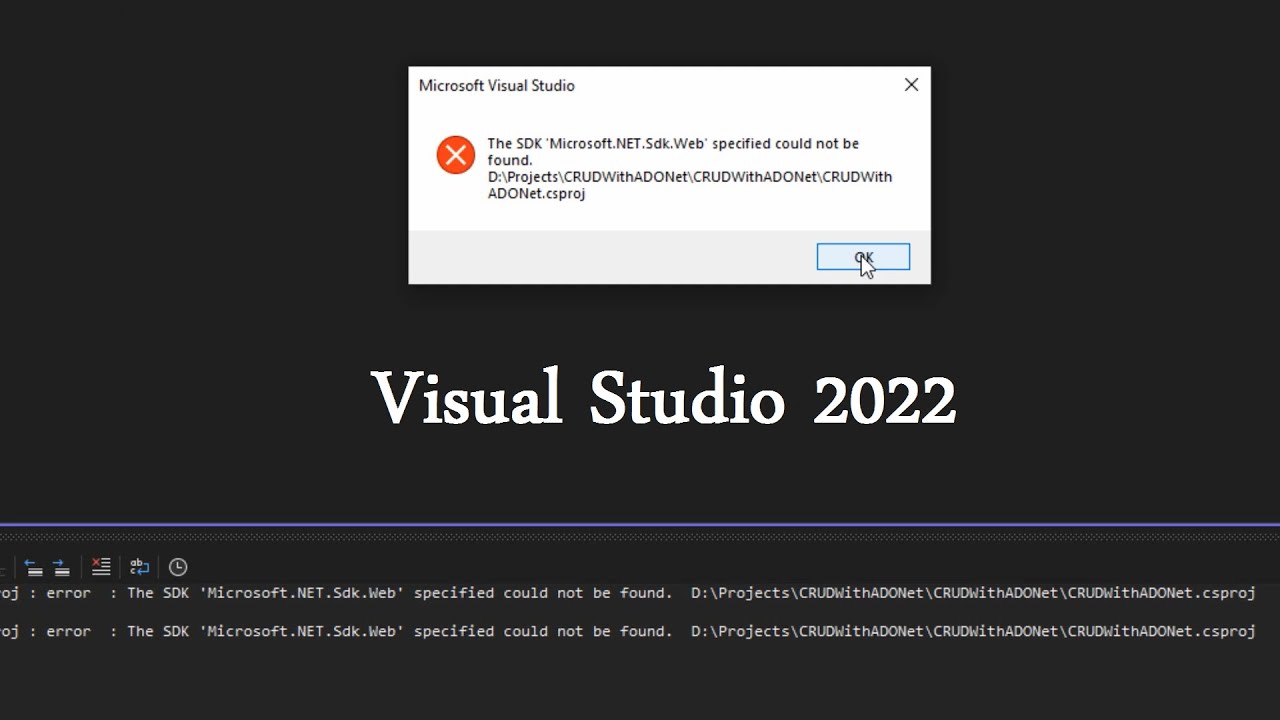 Microsoft Visual Studio
The SDK 'Microsoft.NET.Sdk.Web' specified could not be
found.
D:\Projects\CRUDWithADONet\CRUDWithADONet\CRUDWith
ADONet.csproj
OK
Visual Studio 2022
oj : error : The SDK 'Microsoft.NET.Sdk.Web' specified could not be found. D:\Projects\CRUDWithADONet\CRUDWithADONet\CRUDWithADONet.csproj
oj : error : The SDK 'Microsoft.NET.Sdk.Web' specified could not be found. D:\Projects\CRUDWithADONet\CRUDWithADONet\CRUDWithADONet.csproj